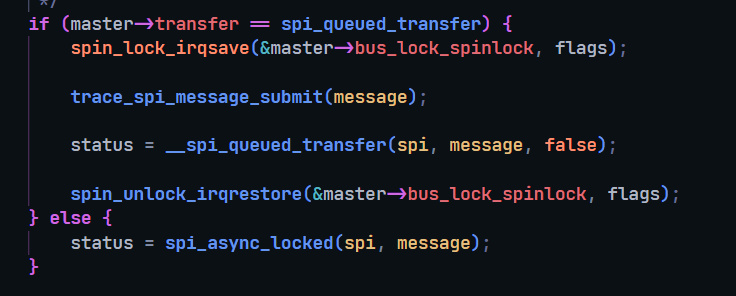 */
if (master->transfer == spi_queued_transfer) {
spin_lock_irqsave(&master->bus_lock_spinlock, flags);
trace_spi_message_submit(message);
status = __spi_queued_transfer(spi, message, false);
spin_unlock_irqrestore(&master->bus_lock_spinlock, flags);
} else {
status = spi_async_locked(spi, message);
}